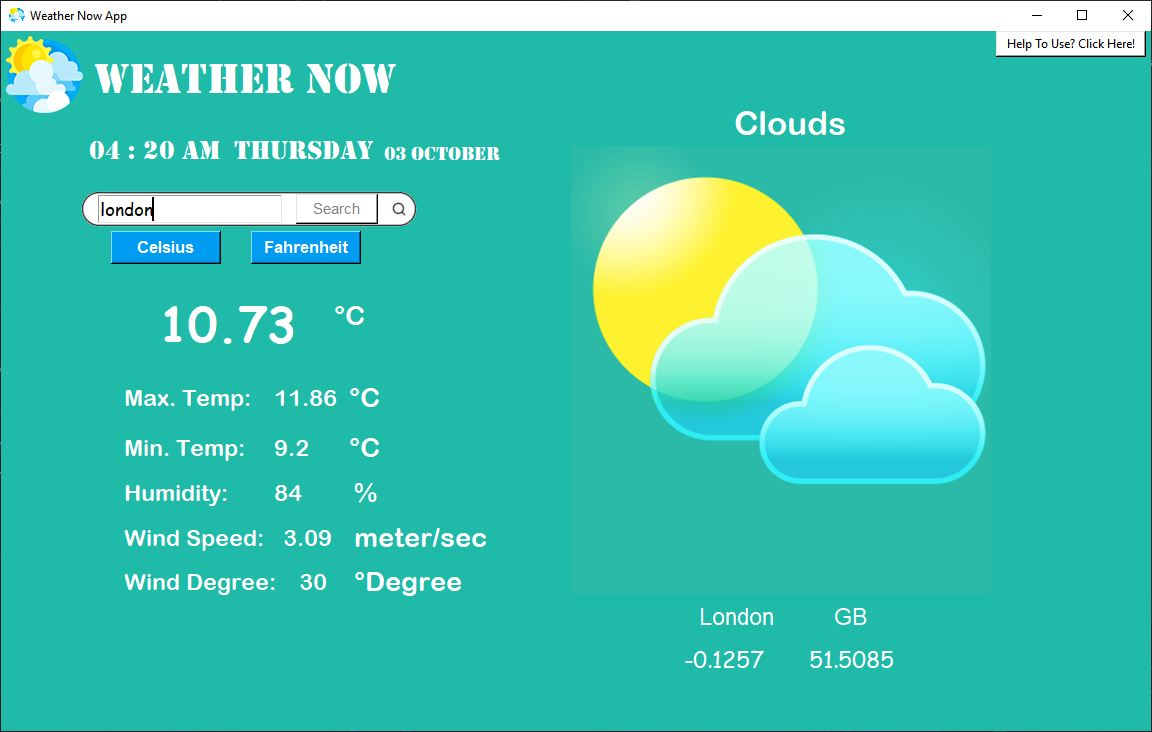 Weather Now App
Help To Use? Click Here!
WEATHER NOW
Clouds
04 : 20 AM THURSDAY 03 OCTOBER
london Search
Celsius Fahrenheit
10.73 °C
Max. Temp: 11.86 °C
Min. Temp: 9.2 °C
Humidity: 84 %
Wind Speed: 3.09 meter/sec
Wind Degree: 30 °Degree
London GB
-0.1257 51.5085